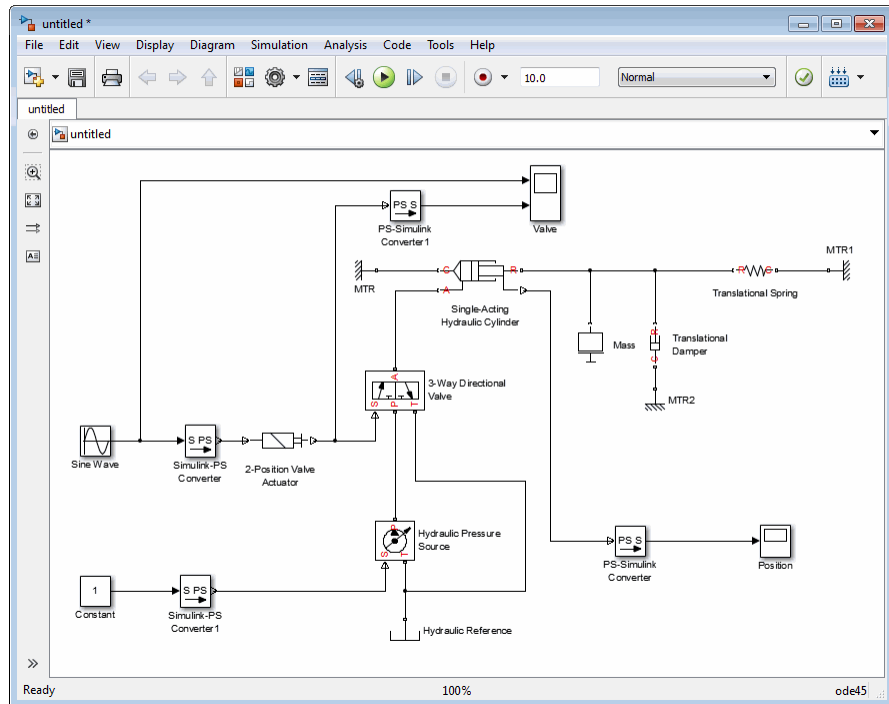 untitled *
File Edit View Display Diagram Simulation Analysis Code Tools Help
10.0 Normal
untitled
untitled
PS S
PS-Simulink
Converter1
Valve
MTR
C R
A
Single-Acting
Hydraulic Cylinder
R C
MTR1
Translational Spring
Mass
R
C
Translational
Damper
MTR2
A
S P T
3-Way Directional
Valve
Sine Wave
S PS
Simulink-PS
Converter
2-Position Valve
Actuator
P
S T
Hydraulic Pressure
Source
PS S
PS-Simulink
Converter
Position
1
Constant
S PS
Simulink-PS
Converter1
Hydraulic Reference
Ready 100% ode45